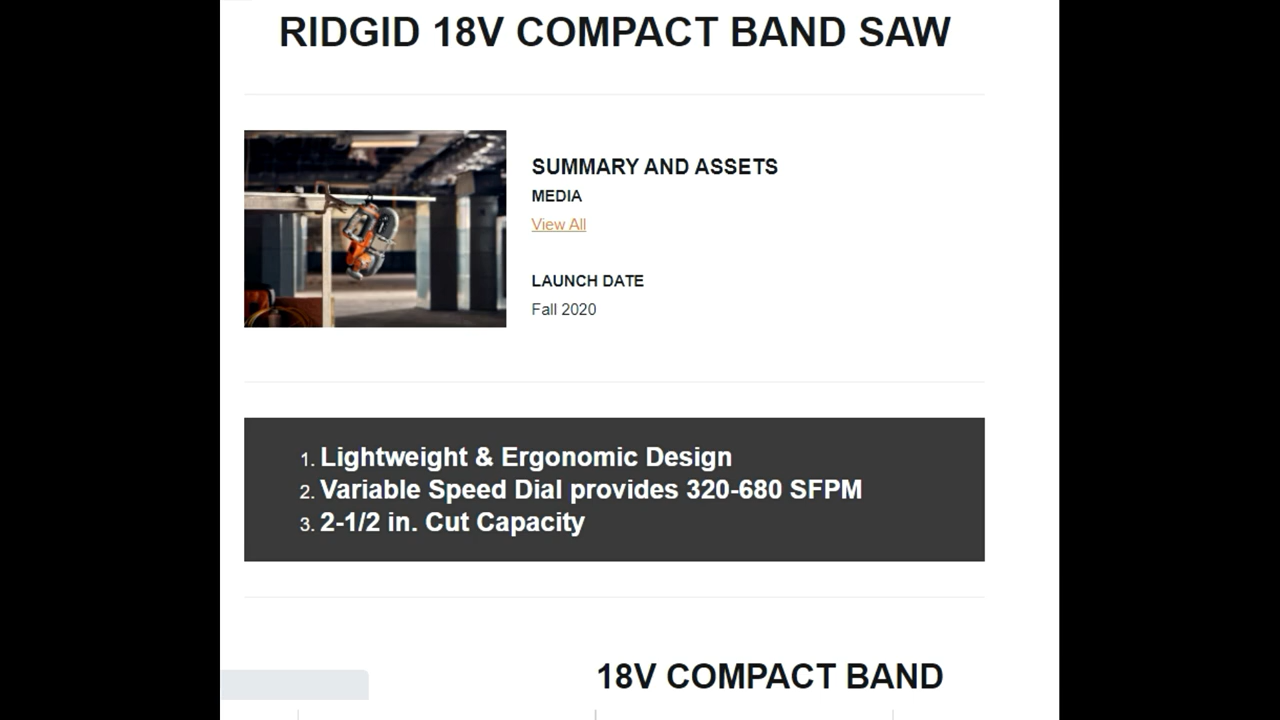 RIDGID 18V COMPACT BAND SAW
SUMMARY AND ASSETS
MEDIA
View All
LAUNCH DATE
Fall 2020
1. Lightweight & Ergonomic Design
2. Variable Speed Dial provides 320-680 SFPM
3. 2-1/2 in. Cut Capacity
18V COMPACT BAND